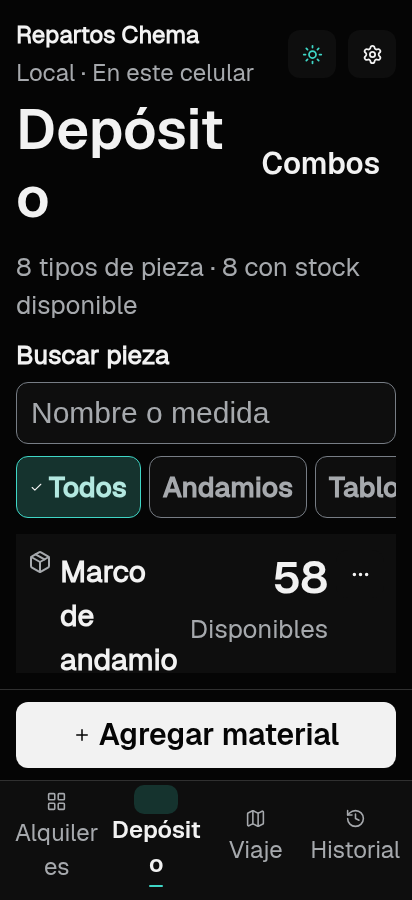 Repartos Chema
Local · En este celular
Depósit
o
Combos
8 tipos de pieza · 8 con stock
disponible
Buscar pieza
Nombre o medida
Todos
Andamios
Tablo
Marco
de
andamio
58
Disponibles
+ Agregar material
Alquiler
es
Depósit
o
Viaje
Historial